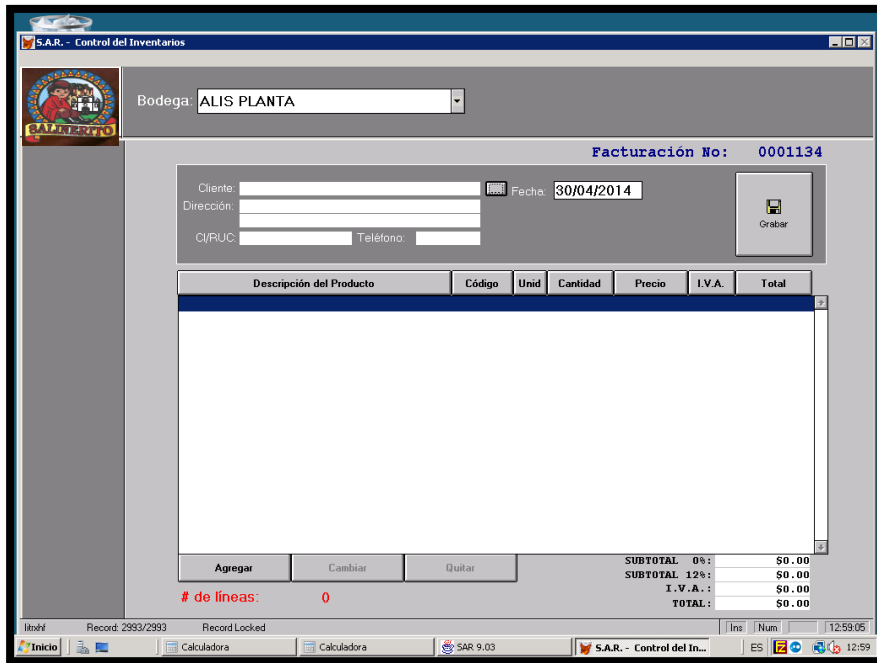 S.A.R. - Control del Inventarios
SALINERITO
Bodega: ALIS PLANTA
Facturación No: 0001134
Cliente:
Fecha: 30/04/2014
Dirección:
Grabar
CI/RUC:
Teléfono:
Descripción del Producto Código Unid Cantidad Precio I.V.A. Total
Agregar Cambiar Quitar
SUBTOTAL 0%: $0.00
SUBTOTAL 12%: $0.00
I.V.A.: $0.00
TOTAL: $0.00
# de líneas: 0
Record: 2993/2993 Record Locked Ins Num 12:59:05
Inicio Calculadora Calculadora SAR 9.03 S.A.R. - Control del In... ES 12:59